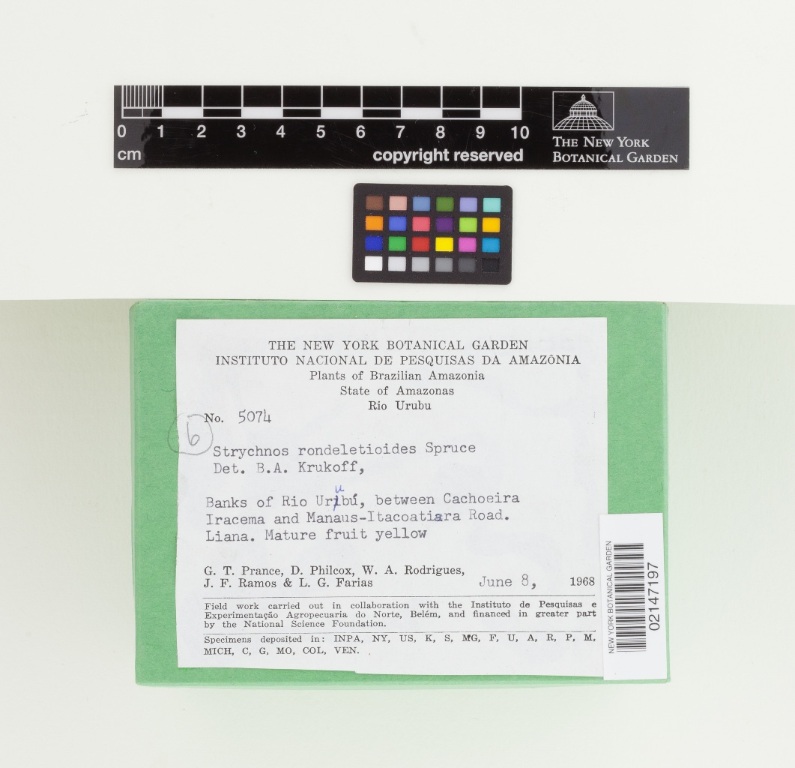 0 1 2 3 4 5 6 7 8 9 10
cm
copyright reserved
THE NEW YORK
BOTANICAL GARDEN
THE NEW YORK BOTANICAL GARDEN
INSTITUTO NACIONAL DE PESQUISAS DA AMAZÔNIA
Plants of Brazilian Amazonia
State of Amazonas
Rio Urubu
No. 5074
6
Strychnos rondeletioides Spruce
Det. B.A. Krukoff,
Banks of Rio Urubú, between Cachoeira
Iracema and Manaus-Itacoatiara Road.
Liana. Mature fruit yellow
G. T. Prance, D. Philcox, W. A. Rodrigues,
J. F. Ramos & L. G. Farias June 8, 1968
Field work carried out in collaboration with the Instituto de Pesquisas e
Experimentação Agropecuaria do Norte, Belém, and financed in greater part
by the National Science Foundation.
Specimens deposited in: INPA, NY, US, K, S, MG, F, U, A, R, P, M,
MICH, C, G, MO, COL, VEN.
NEW YORK BOTANICAL GARDEN
02147197